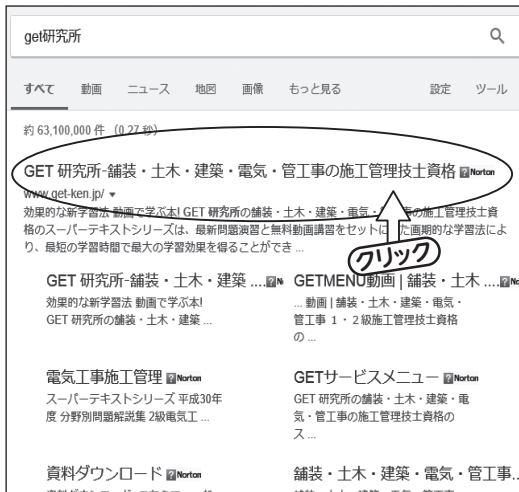 get研究所
すべて 動画 ニュース 地図 画像 もっと見る 設定 ツール
約 63,100,000 件 (0.27 秒)
GET 研究所-舗装・土木・建築・電気・管工事の施工管理技士資格 ?Norton
www.get-ken.jp/
効果的な新学習法 動画で学ぶ本! GET 研究所の舗装・土木・建築・電気・管工事の施工管理技士資
格のスーパーテキストシリーズは、最新問題演習と無料動画講習をセットにした画期的な学習法によ
り、最短の学習時間で最大の学習効果を得ることができ ...
クリック
GET 研究所-舗装・土木・建築 ....
効果的な新学習法 動画で学ぶ本!
GET 研究所の舗装・土木・建築 ...
GETMENU動画 | 舗装・土木 ....
... 動画 | 舗装・土木・建築・電気・
管工事 1・2級施工管理技士資格
の ...
電気工事施工管理 ?Norton
スーパーテキストシリーズ 平成30年
度 分野別問題解説集 2級電気工 ...
GETサービスメニュー ?Norton
GET 研究所の舗装・土木・建築・電
気・管工事の施工管理技士資格の
ス ...
資料ダウンロード ?Norton
舗装・土木・建築・電気・管工事...